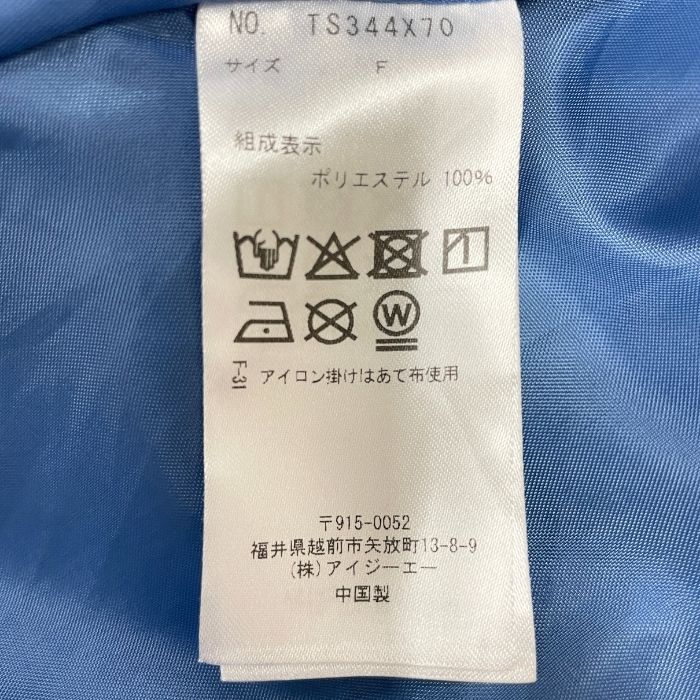 NO. TS344X70
サイズ F
組成表示
ポリエステル 100%
W
F-31 アイロン掛けはあて布使用
〒915-0052
福井県越前市矢放町13-8-9
(株)アイジーエー
中国製